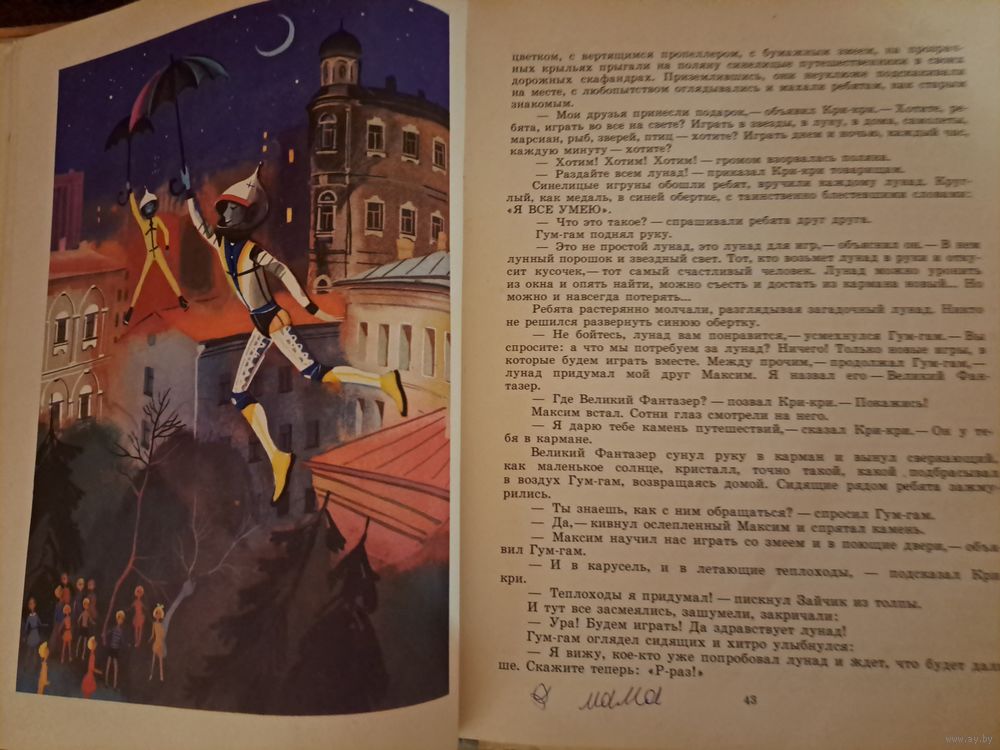 цветком, с вертящимся пропеллером, с бумажным змеем, на прозрач-
ных крыльях прыгали на поляну синелицые путешественники в своих
дорожных скафандрах. Приземлившись, они неуклюже подскакивали
на месте, с любопытством оглядывались и махали ребятам, как старым
знакомым.
— Мои друзья принесли подарок,— объявил Кри-кри.— Хотите, ре-
бята, играть во все на свете? Играть в звезды, в луну, в дома, самолеты,
марсиан, рыб, зверей, птиц — хотите? Играть днем и ночью, каждый час,
каждую минуту — хотите?
— Хотим! Хотим! Хотим! — громом взорвалась поляна.
— Раздайте всем лунад! — приказал Кри-кри товарищам.
Синелицые игруны обошли ребят, вручили каждому лунад. Круг-
лый, как медаль, в синей обертке, с таинственно блестевшими словами:
«Я ВСЕ УМЕЮ».
— Что это такое? — спрашивали ребята друг друга.
Гум-гам поднял руку.
— Это не простой лунад, это лунад для игр,— объяснил он.— В нем
лунный порошок и звездный свет. Тот, кто возьмет лунад в руки и отку-
сит кусочек,— тот самый счастливый человек. Лунад можно уронить
из окна и опять найти, можно съесть и достать из кармана новый... Но
можно и навсегда потерять...
Ребята растерянно молчали, разглядывая загадочный лунад. Никто
не решился развернуть синюю обертку.
— Не бойтесь, лунад вам понравится,— усмехнулся Гум-гам.— Вы
спросите: а что мы потребуем за лунад? Ничего! Только новые игры, в
которые будем играть вместе. Между прочим,— продолжал Гум-гам,—
лунад придумал мой друг Максим. Я назвал его — Великий Фан-
тазер.
— Где Великий Фантазер? — позвал Кри-кри.— Покажись!
Максим встал. Сотни глаз смотрели на него.
— Я дарю тебе камень путешествий,— сказал Кри-кри.— Он у те-
бя в кармане.
Великий Фантазер сунул руку в карман и вынул сверкающий,
как маленькое солнце, кристалл, точно такой, какой подбрасывал
в воздух Гум-гам, возвращаясь домой. Сидящие рядом ребята зажму-
рились.
— Ты знаешь, как с ним обращаться? — спросил Гум-гам.
— Да,— кивнул ослепленный Максим и спрятал камень.
— Максим научил нас играть со змеем и в поющие двери,— объя-
вил Гум-гам.
— И в карусель, и в летающие теплоходы, — подсказал Кри-
кри.
— Теплоходы я придумал! — пискнул Зайчик из толпы.
И тут все засмеялись, зашумели, закричали:
— Ура! Будем играть! Да здравствует лунад!
Гум-гам оглядел сидящих и хитро улыбнулся:
— Я вижу, кое-кто уже попробовал лунад и ждет, что будет даль
ше. Скажите теперь: «Р-раз!»
мама
43
www.ay.by